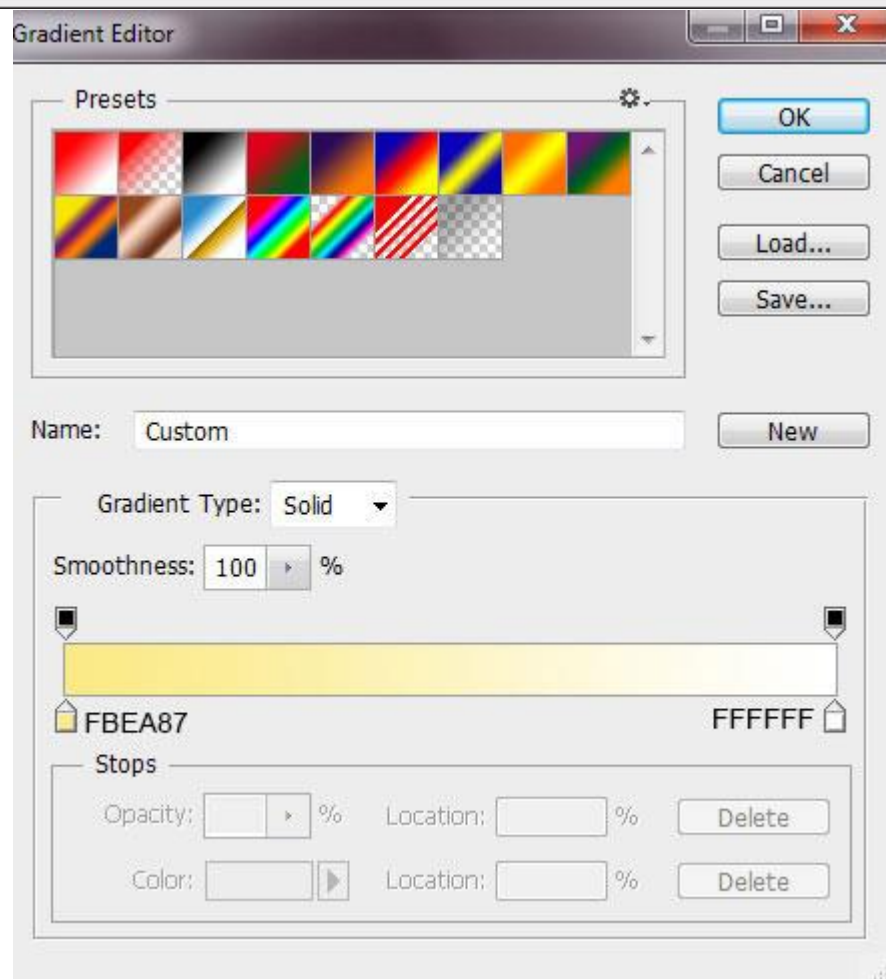 Gradient Editor
Presets
OK
Cancel
Load...
Save...
Name: Custom
New
Gradient Type: Solid
Smoothness: 100 %
FBEA87 FFFFFF
Stops
Opacity: % Location: % Delete
Color: Location: % Delete